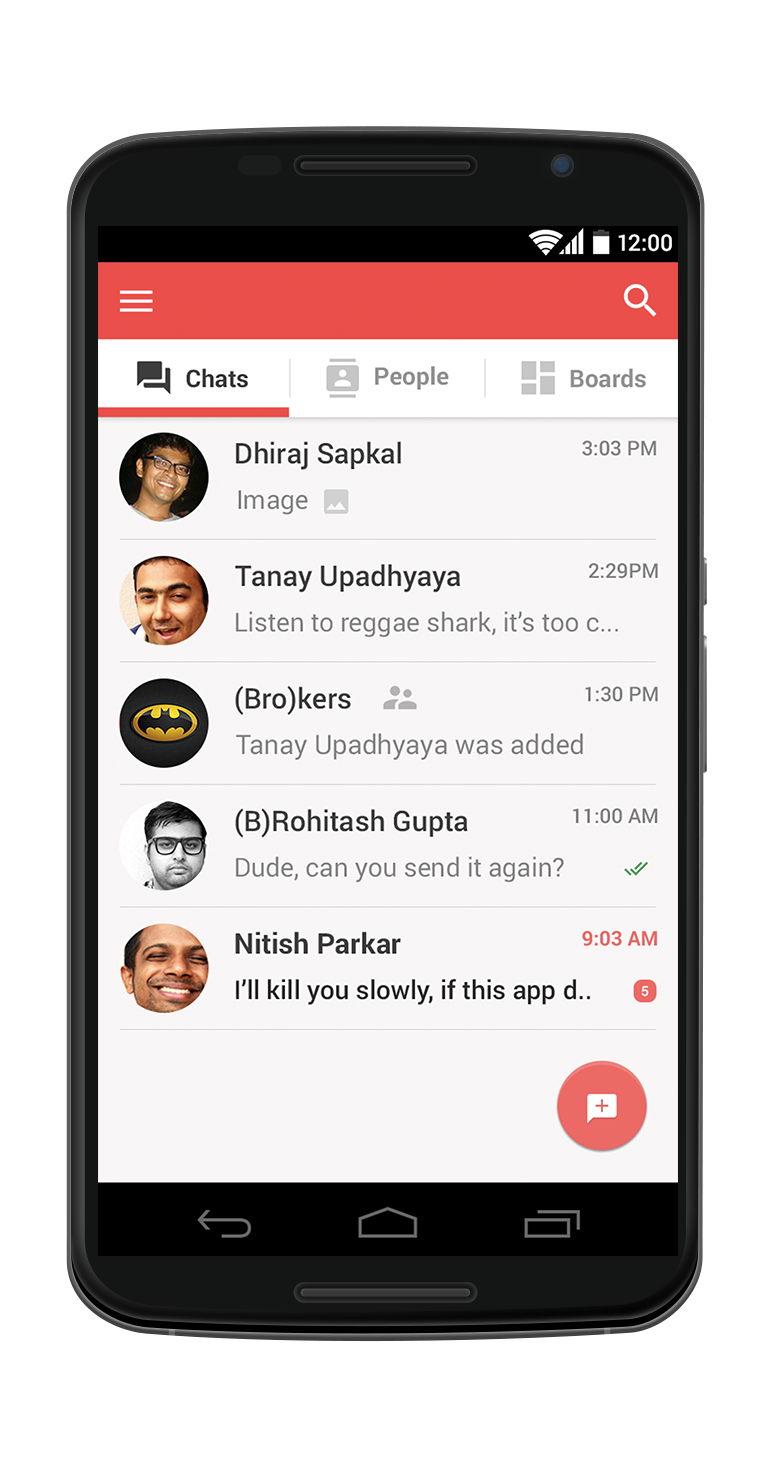 12:00
Chats
People
Boards
Dhiraj Sapkal
3:03 PM
Image
Tanay Upadhyaya
2:29PM
Listen to reggae shark, it's too c...
(Bro)kers
1:30 PM
Tanay Upadhyaya was added
(B)Rohitash Gupta
11:00 AM
Dude, can you send it again?
Nitish Parkar
9:03 AM
I'll kill you slowly, if this app d..
5